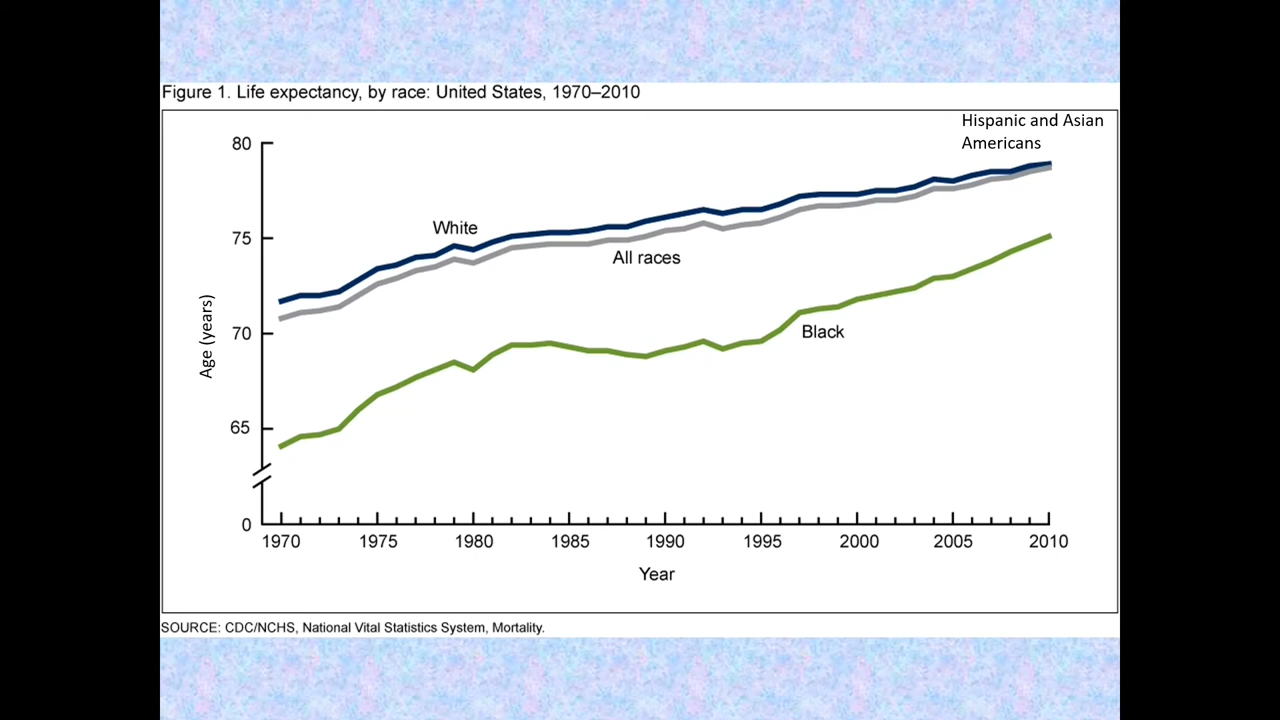 Figure 1. Life expectancy, by race: United States, 1970–2010
Hispanic and Asian
Americans
80
White
75
All races
70
Black
65
0
Age (years)
1970 1975 1980 1985 1990 1995 2000 2005 2010
Year
SOURCE: CDC/NCHS, National Vital Statistics System, Mortality.